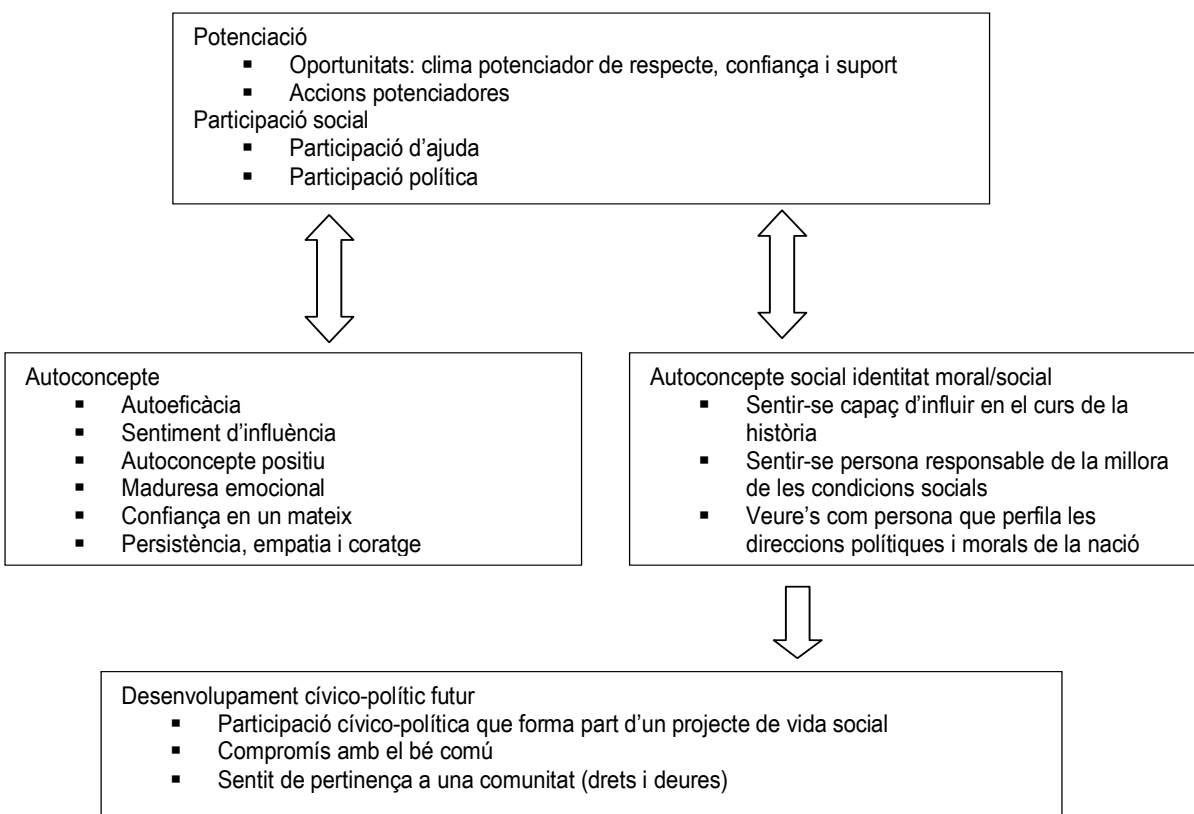 Potenciació
▪ Oportunitats: clima potenciador de respecte, confiança i suport
▪ Accions potenciadores
Participació social
▪ Participació d'ajuda
▪ Participació política
Autoconcepte
▪ Autoeficàcia
▪ Sentiment d'influència
▪ Autoconcepte positiu
▪ Maduresa emocional
▪ Confiança en un mateix
▪ Persistència, empatia i coratge
Autoconcepte social identitat moral/social
▪ Sentir-se capaç d'influir en el curs de la
història
▪ Sentir-se persona responsable de la millora
de les condicions socials
▪ Veure's com persona que perfila les
direccions polítiques i morals de la nació
Desenvolupament cívico-polític futur
▪ Participació cívico-política que forma part d'un projecte de vida social
▪ Compromís amb el bé comú
▪ Sentit de pertinença a una comunitat (drets i deures)